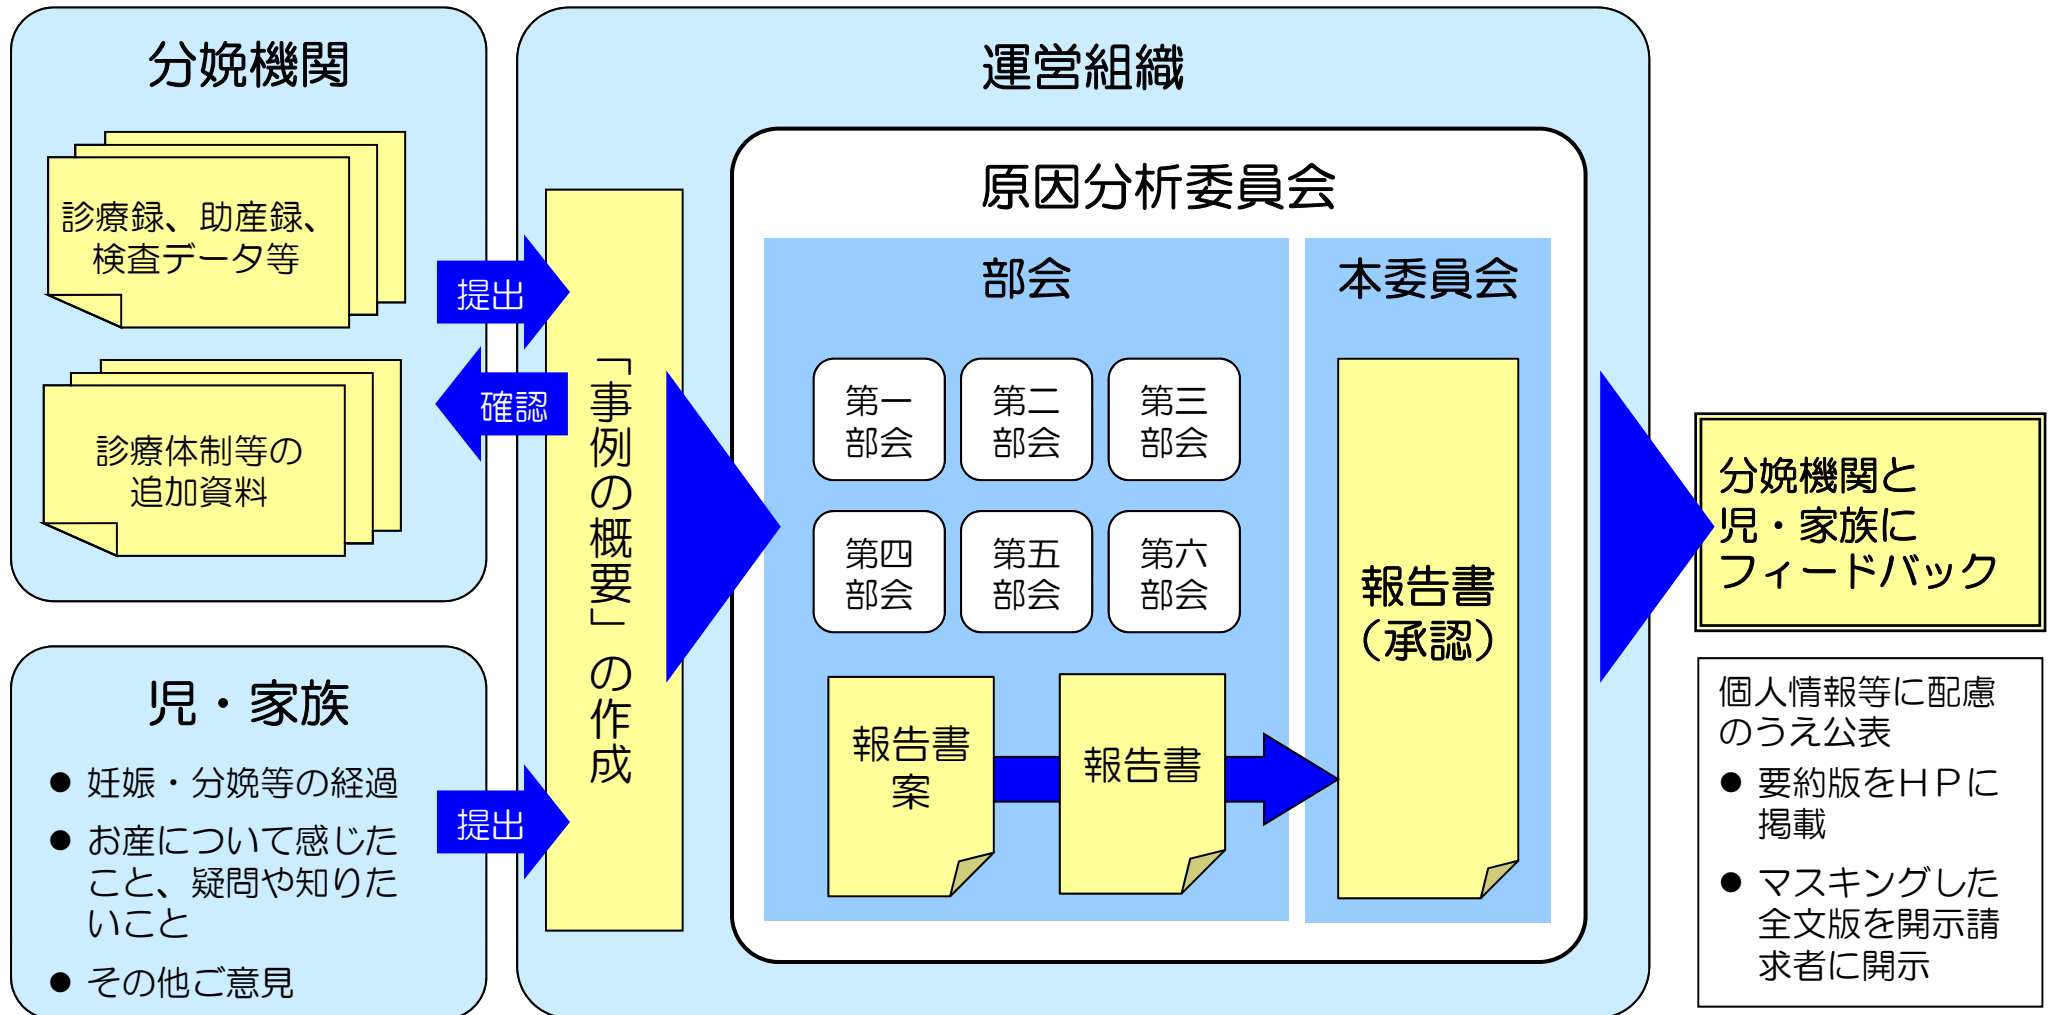 分娩機関
診療録、助産録、
検査データ等
診療体制等の
追加資料
提出
確認
児・家族
● 妊娠・分娩等の経過
● お産について感じた
こと、疑問や知りた
いこと
● その他ご意見
提出
運営組織
「事例の概要」の作成
原因分析委員会
部会
第一
部会
第二
部会
第三
部会
第四
部会
第五
部会
第六
部会
報告書
案
報告書
本委員会
報告書
（承認）
分娩機関と
児・家族に
フィードバック
個人情報等に配慮
のうえ公表
● 要約版をＨＰに
掲載
● マスキングした
全文版を開示請
求者に開示